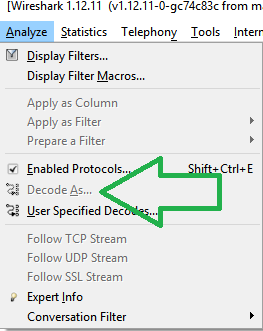 [Wireshark 1.12.11 (v1.12.11-0-gc74c83c from ma
Analyze Statistics Telephony Tools Inter
Display Filters...
Display Filter Macros...
Apply as Column
Apply as Filter
Prepare a Filter
Enabled Protocols... Shift+Ctrl+E
Decode As...
User Specified Decodes...
Follow TCP Stream
Follow UDP Stream
Follow SSL Stream
Expert Info
Conversation Filter